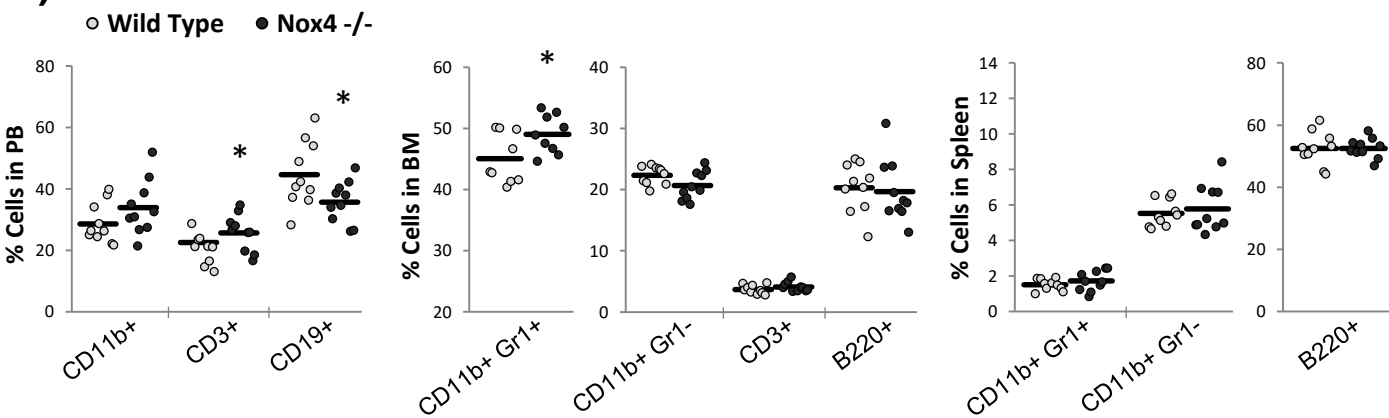 Wild Type Nox4 -/-
% Cells in PB
80
60
40
20
0
*
*
CD11b+
CD3+
CD19+
% Cells in BM
60
50
40
30
20
*
CD11b+ Gr1+
40
30
20
10
0
CD11b+ Gr1-
CD3+
B220+
% Cells in Spleen
14
12
10
8
6
4
2
0
CD11b+ Gr1+
CD11b+ Gr1-
80
60
40
20
0
B220+